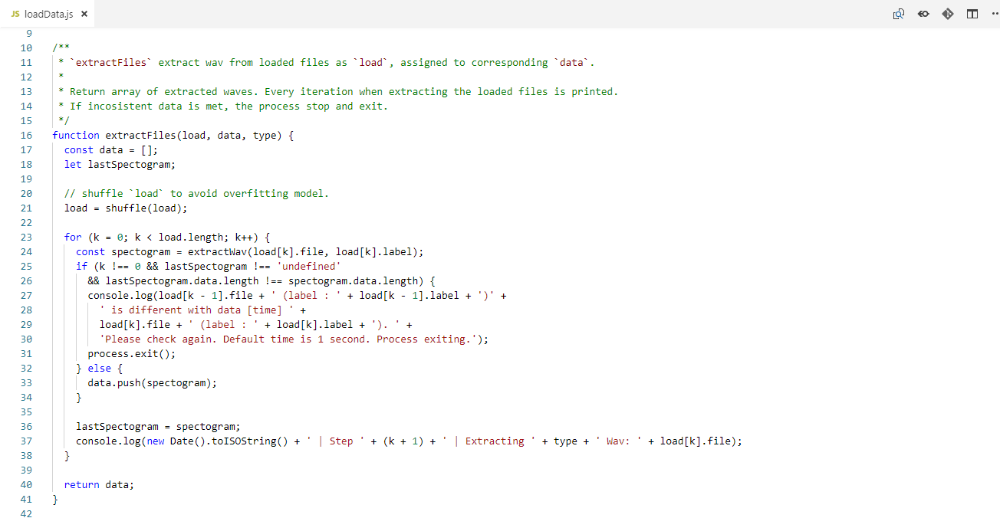 JS loadData.js ×
9
10 /**
11  * `extractFiles` extract wav from loaded files as `load`, assigned to corresponding `data`.
12  *
13  * Return array of extracted waves. Every iteration when extracting the loaded files is printed.
14  * If incosistent data is met, the process stop and exit.
15  */
16 function extractFiles(load, data, type) {
17   const data = [];
18   let lastSpectogram;
19
20   // shuffle `load` to avoid overfitting model.
21   load = shuffle(load);
22
23   for (k = 0; k < load.length; k++) {
24     const spectogram = extractWav(load[k].file, load[k].label);
25     if (k !== 0 && lastSpectogram !== 'undefined'
26       && lastSpectogram.data.length !== spectogram.data.length) {
27       console.log(load[k - 1].file + ' (label : ' + load[k - 1].label + ')' +
28         ' is different with data [time] ' +
29         load[k].file + ' (label : ' + load[k].label + '). ' +
30         'Please check again. Default time is 1 second. Process exiting.');
31       process.exit();
32     } else {
33       data.push(spectogram);
34     }
35
36     lastSpectogram = spectogram;
37     console.log(new Date().toISOString() + ' | Step ' + (k + 1) + ' | Extracting ' + type + ' Wav: ' + load[k].file);
38   }
39
40   return data;
41 }
42